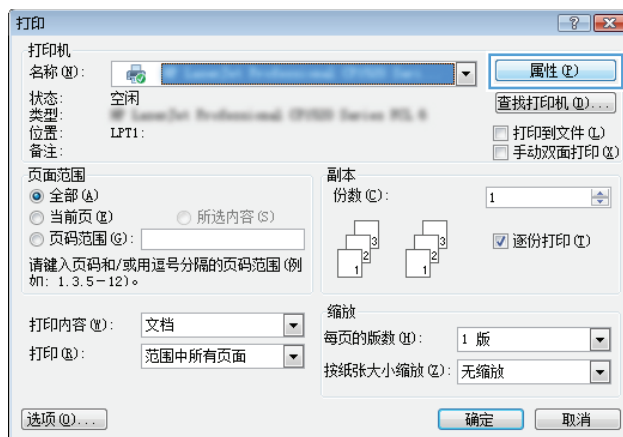 打印
打印机
名称(N):
属性(P)
状态: 空闲
类型:
查找打印机(D)...
位置: LPT1:
打印到文件(L)
备注:
手动双面打印(X)
页面范围
全部(A)
当前页(E) 所选内容(S)
页码范围(G):
请键入页码和/或用逗号分隔的页码范围(例
如: 1.3.5-12)。
副本
份数(C): 1
1 2 3 1 2 3
逐份打印(T)
打印内容(W): 文档
打印(R): 范围中所有页面
缩放
每页的版数(H): 1 版
按纸张大小缩放(Z): 无缩放
选项(O)...
确定 取消